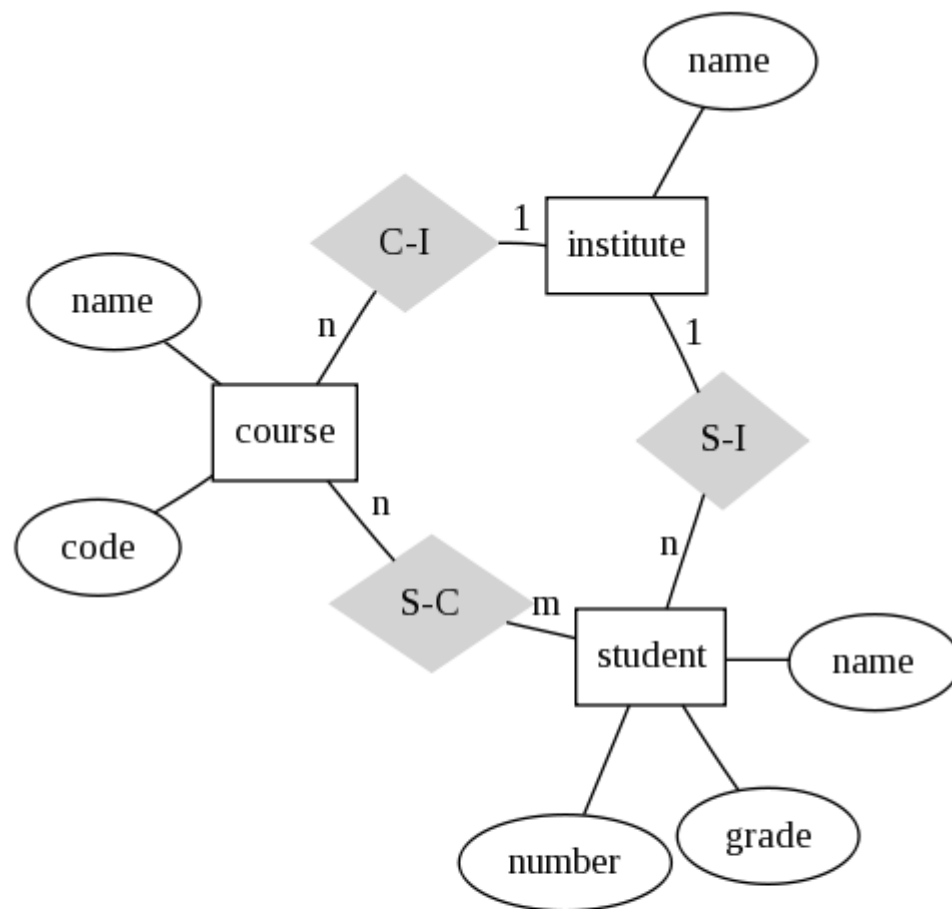 name
C-I
1
institute
name
n
1
course
S-I
n
code
n
S-C
m
student
name
number
grade